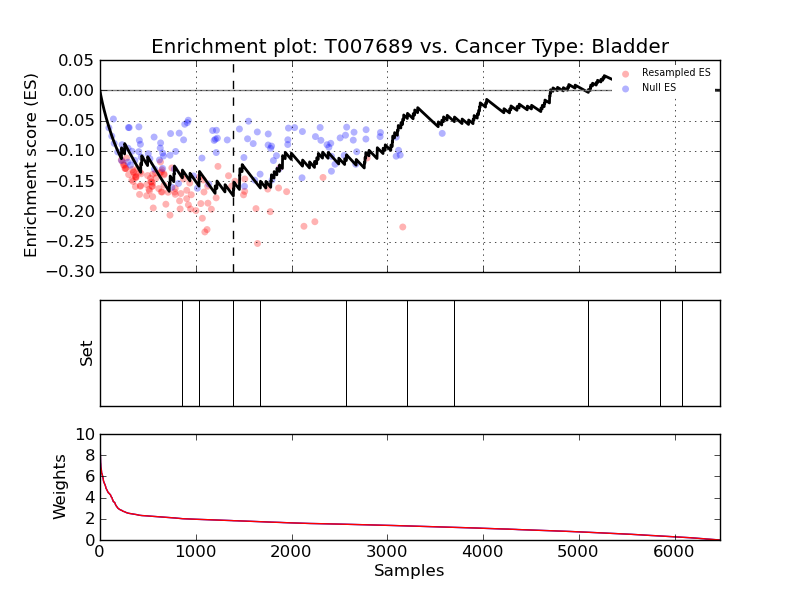 Enrichment plot: T007689 vs. Cancer Type: Bladder
Enrichment score (ES)
0.05
0.00
−0.05
−0.10
−0.15
−0.20
−0.25
−0.30
Resampled ES
Null ES
Set
Weights
10
8
6
4
2
0
0 1000 2000 3000 4000 5000 6000
Samples